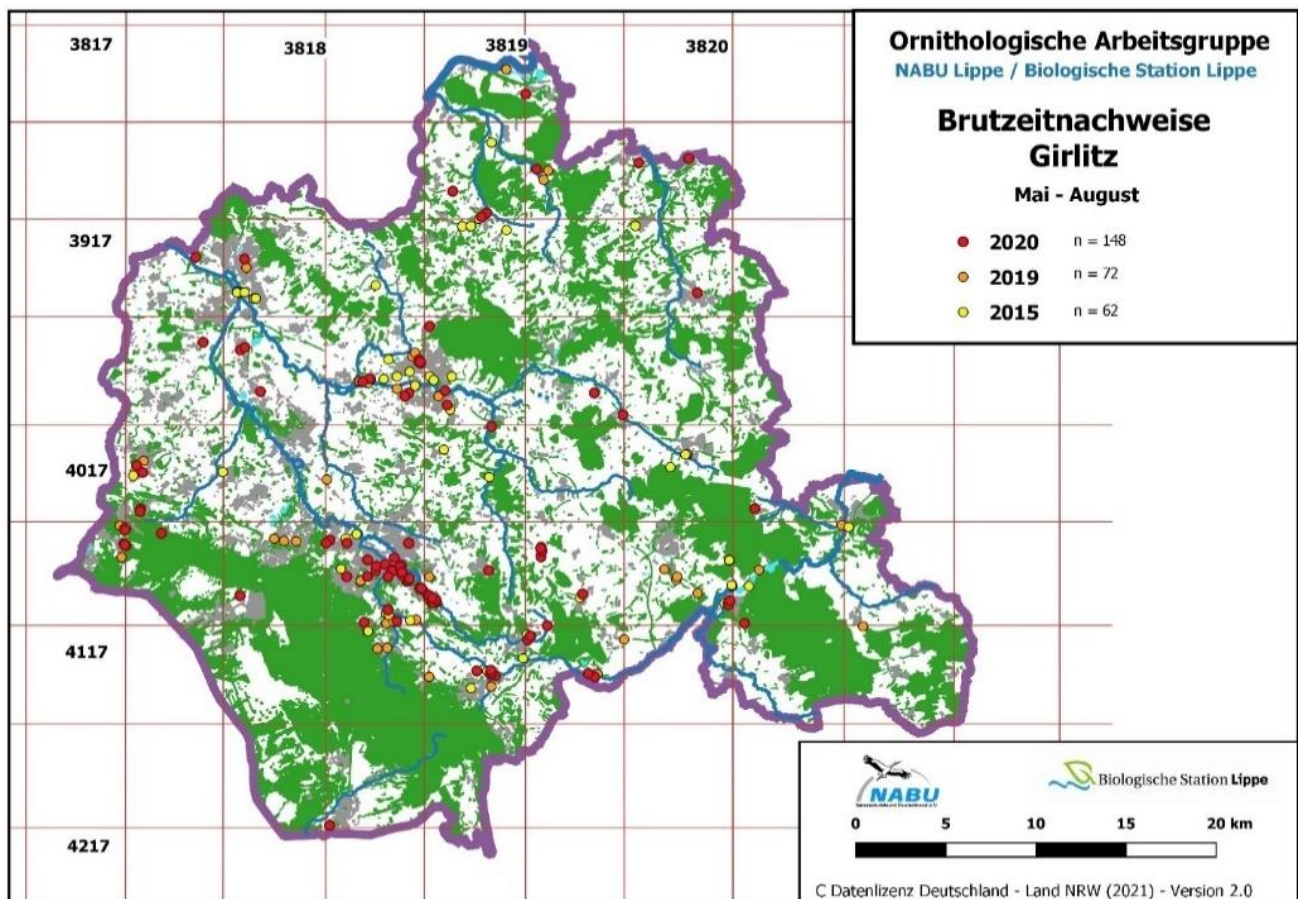 3817
3818
3819
3820
3917
4017
4117
4217
Ornithologische Arbeitsgruppe
NABU Lippe / Biologische Station Lippe
Brutzeitnachweise
Girlitz
Mai - August
2020 n = 148
2019 n = 72
2015 n = 62
NABU
Biologische Station Lippe
0 5 10 15 20 km
C Datenlizenz Deutschland - Land NRW (2021) - Version 2.0